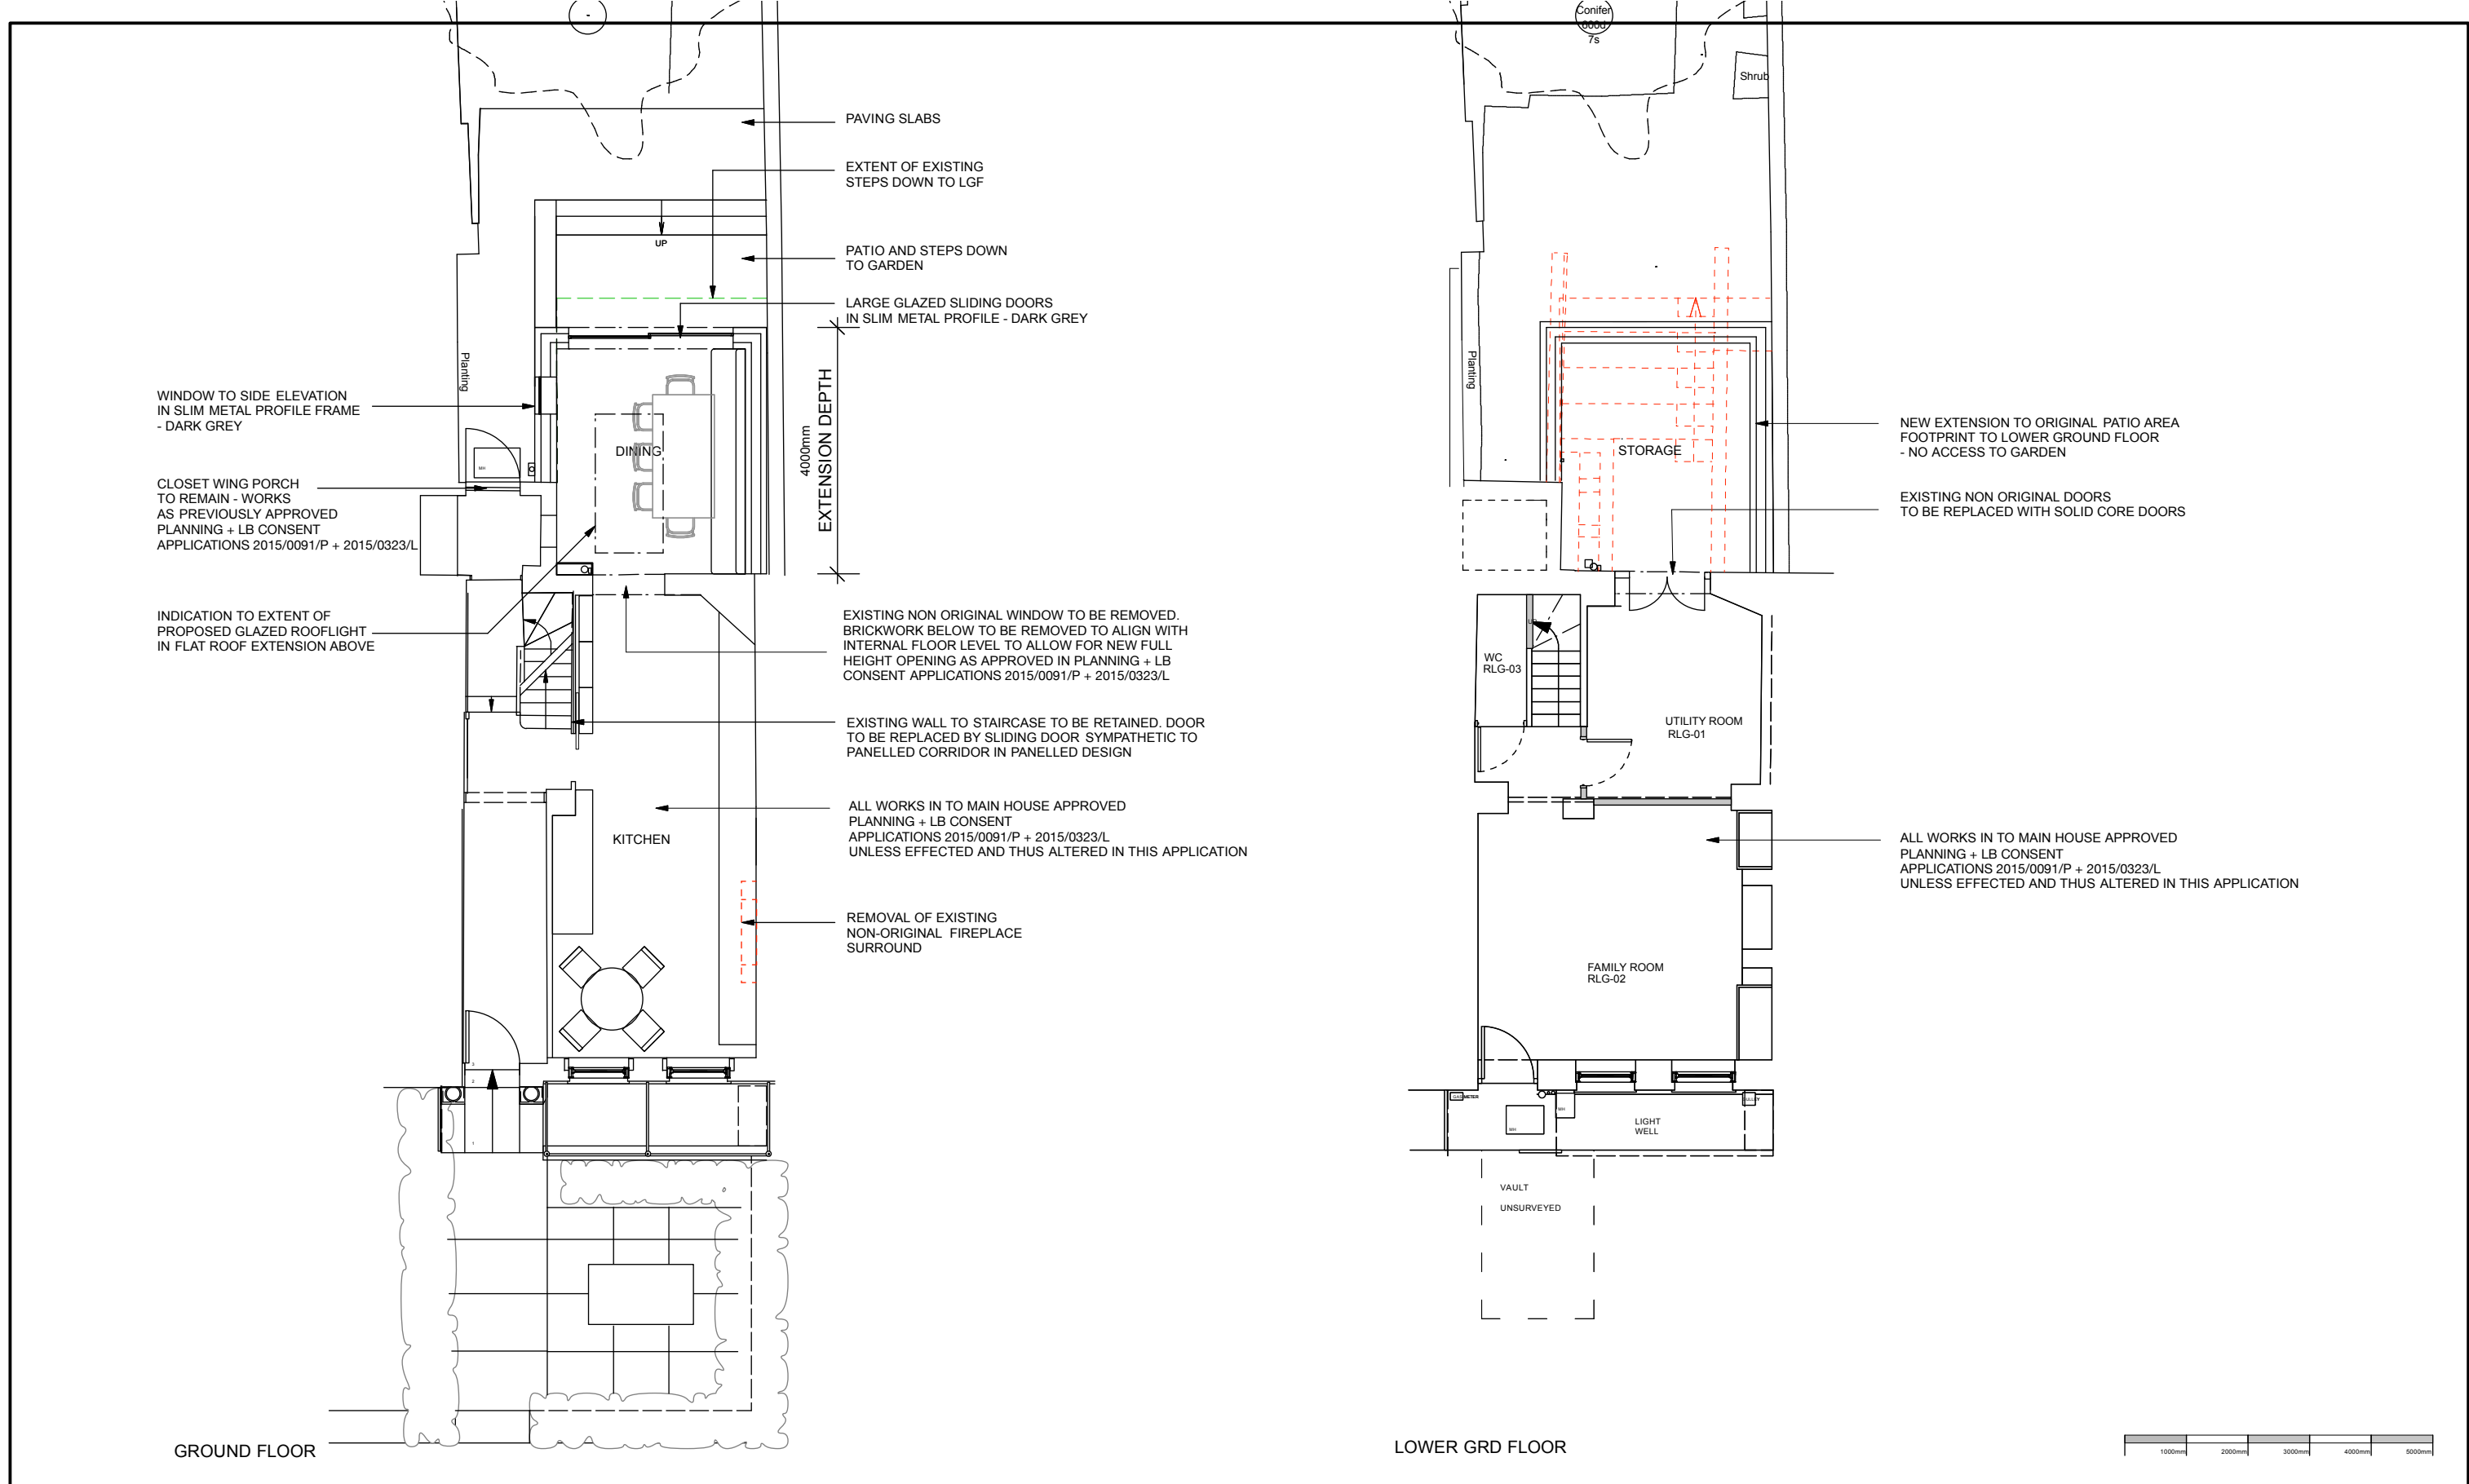 PAVING SLABS
EXTENT OF EXISTING
STEPS DOWN TO LGF
UP
PATIO AND STEPS DOWN
TO GARDEN
LARGE GLAZED SLIDING DOORS
IN SLIM METAL PROFILE - DARK GREY
Planting
WINDOW TO SIDE ELEVATION
IN SLIM METAL PROFILE FRAME
- DARK GREY
4000mm
EXTENSION DEPTH
DINING
MH
CLOSET WING PORCH
TO REMAIN - WORKS
AS PREVIOUSLY APPROVED
PLANNING + LB CONSENT
APPLICATIONS 2015/0091/P + 2015/0323/L
INDICATION TO EXTENT OF
PROPOSED GLAZED ROOFLIGHT
IN FLAT ROOF EXTENSION ABOVE
EXISTING NON ORIGINAL WINDOW TO BE REMOVED.
BRICKWORK BELOW TO BE REMOVED TO ALIGN WITH
INTERNAL FLOOR LEVEL TO ALLOW FOR NEW FULL
HEIGHT OPENING AS APPROVED IN PLANNING + LB
CONSENT APPLICATIONS 2015/0091/P + 2015/0323/L
EXISTING WALL TO STAIRCASE TO BE RETAINED. DOOR
TO BE REPLACED BY SLIDING DOOR SYMPATHETIC TO
PANELLED CORRIDOR IN PANELLED DESIGN
ALL WORKS IN TO MAIN HOUSE APPROVED
PLANNING + LB CONSENT
APPLICATIONS 2015/0091/P + 2015/0323/L
UNLESS EFFECTED AND THUS ALTERED IN THIS APPLICATION
KITCHEN
REMOVAL OF EXISTING
NON-ORIGINAL FIREPLACE
SURROUND
3
2
1
GROUND FLOOR
Conifer
600d
7s
Shrub
Planting
STORAGE
NEW EXTENSION TO ORIGINAL PATIO AREA
FOOTPRINT TO LOWER GROUND FLOOR
- NO ACCESS TO GARDEN
EXISTING NON ORIGINAL DOORS
TO BE REPLACED WITH SOLID CORE DOORS
UP
WC
RLG-03
UTILITY ROOM
RLG-01
ALL WORKS IN TO MAIN HOUSE APPROVED
PLANNING + LB CONSENT
APPLICATIONS 2015/0091/P + 2015/0323/L
UNLESS EFFECTED AND THUS ALTERED IN THIS APPLICATION
FAMILY ROOM
RLG-02
GAS METER
MH
MH
GULLEY
LIGHT
WELL
VAULT
UNSURVEYED
LOWER GRD FLOOR
1000mm
2000mm
3000mm
4000mm
5000mm